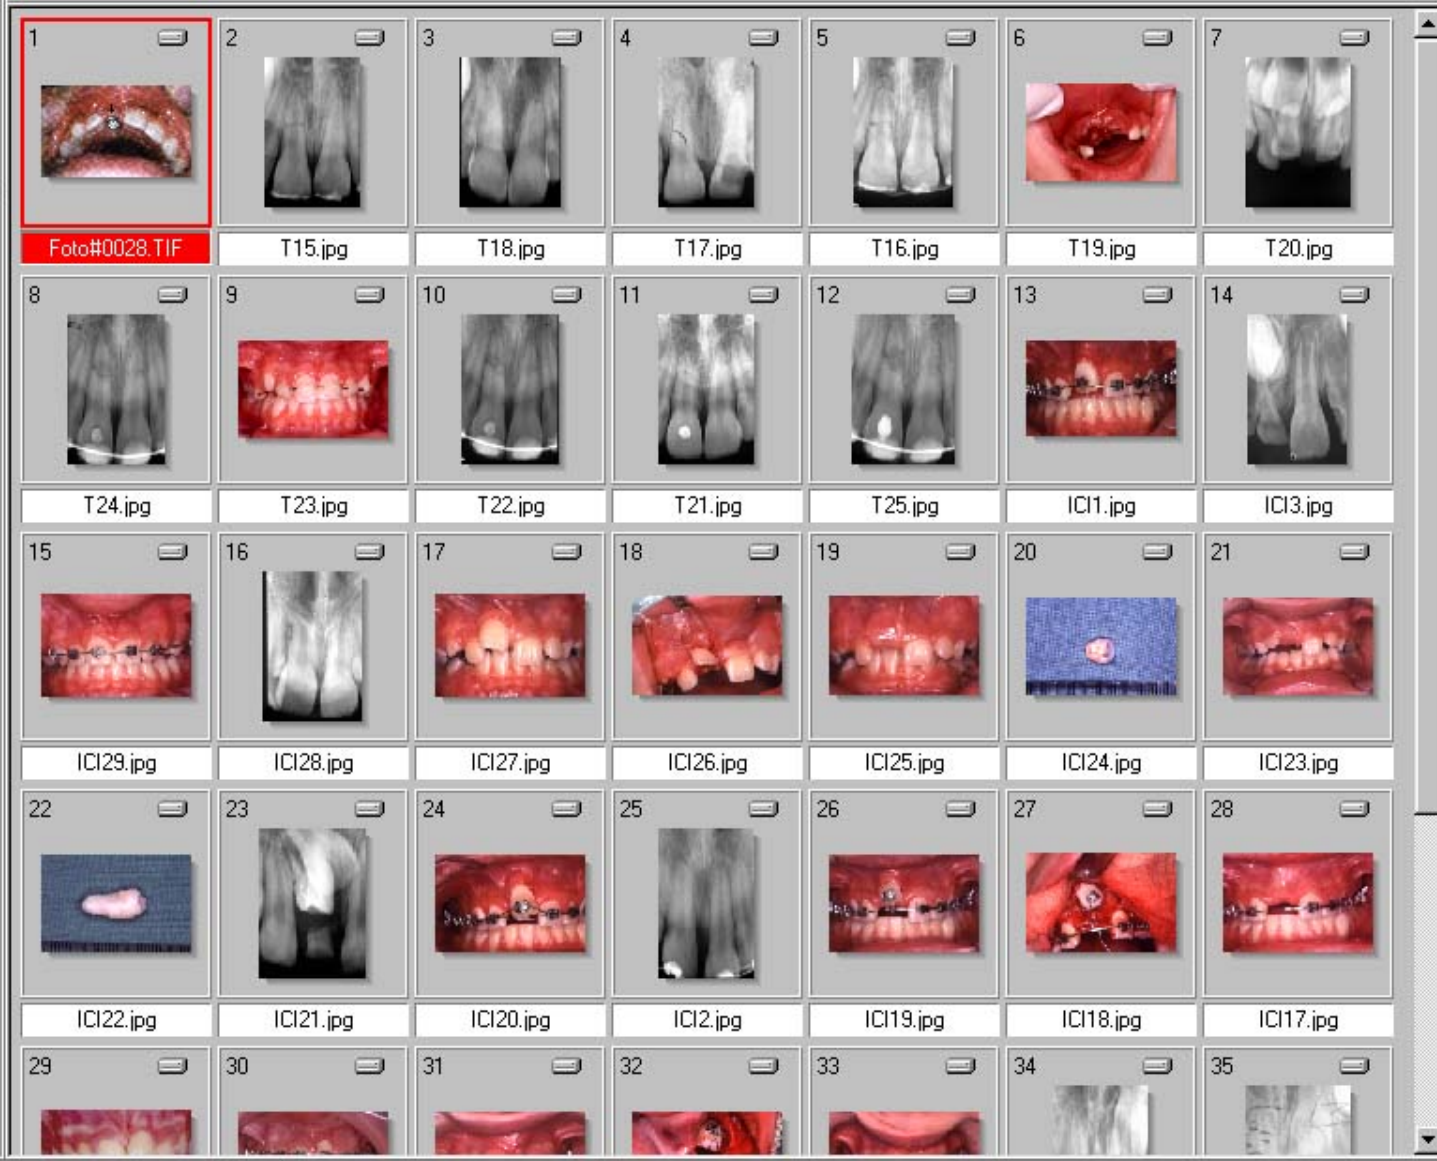 1 2 3 4 5 6 7
Foto#0028.TIF T15.jpg T18.jpg T17.jpg T16.jpg T19.jpg T20.jpg
8 9 10 11 12 13 14
T24.jpg T23.jpg T22.jpg T21.jpg T25.jpg ICI1.jpg ICI3.jpg
15 16 17 18 19 20 21
ICI29.jpg ICI28.jpg ICI27.jpg ICI26.jpg ICI25.jpg ICI24.jpg ICI23.jpg
22 23 24 25 26 27 28
ICI22.jpg ICI21.jpg ICI20.jpg ICI2.jpg ICI19.jpg ICI18.jpg ICI17.jpg
29 30 31 32 33 34 35